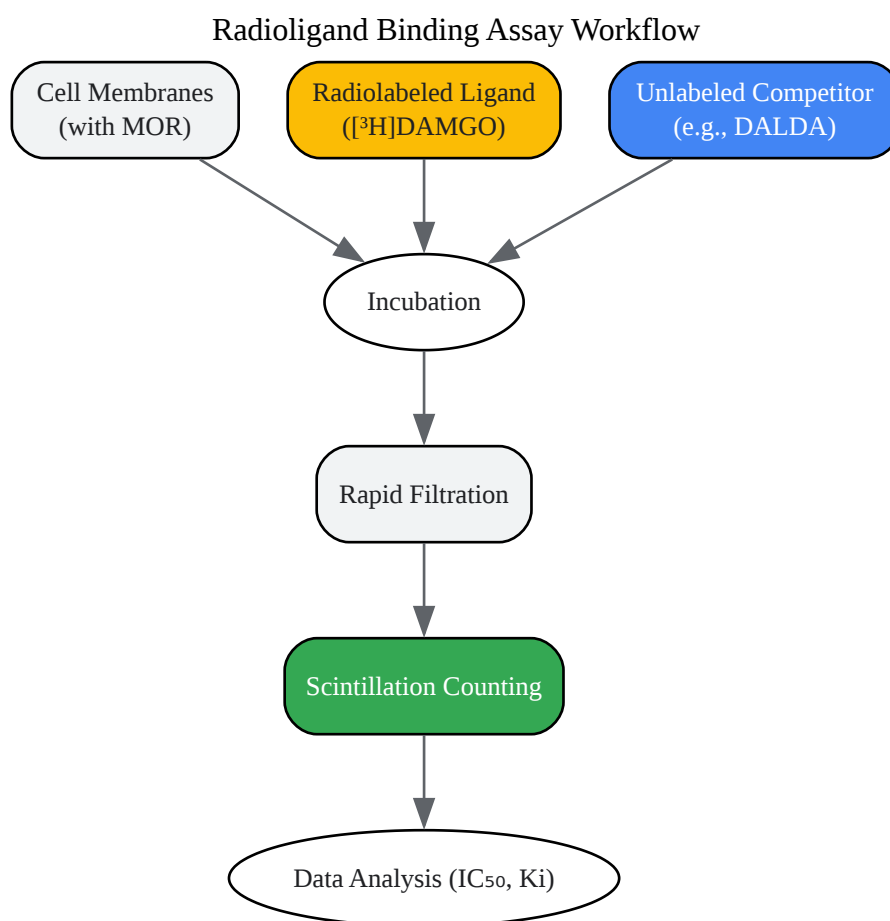 Radioligand Binding Assay Workflow
Cell Membranes
(with MOR)
Radiolabeled Ligand
([³H]DAMGO)
Unlabeled Competitor
(e.g., DALDA)
Incubation
Rapid Filtration
Scintillation Counting
Data Analysis (IC₅₀, Ki)